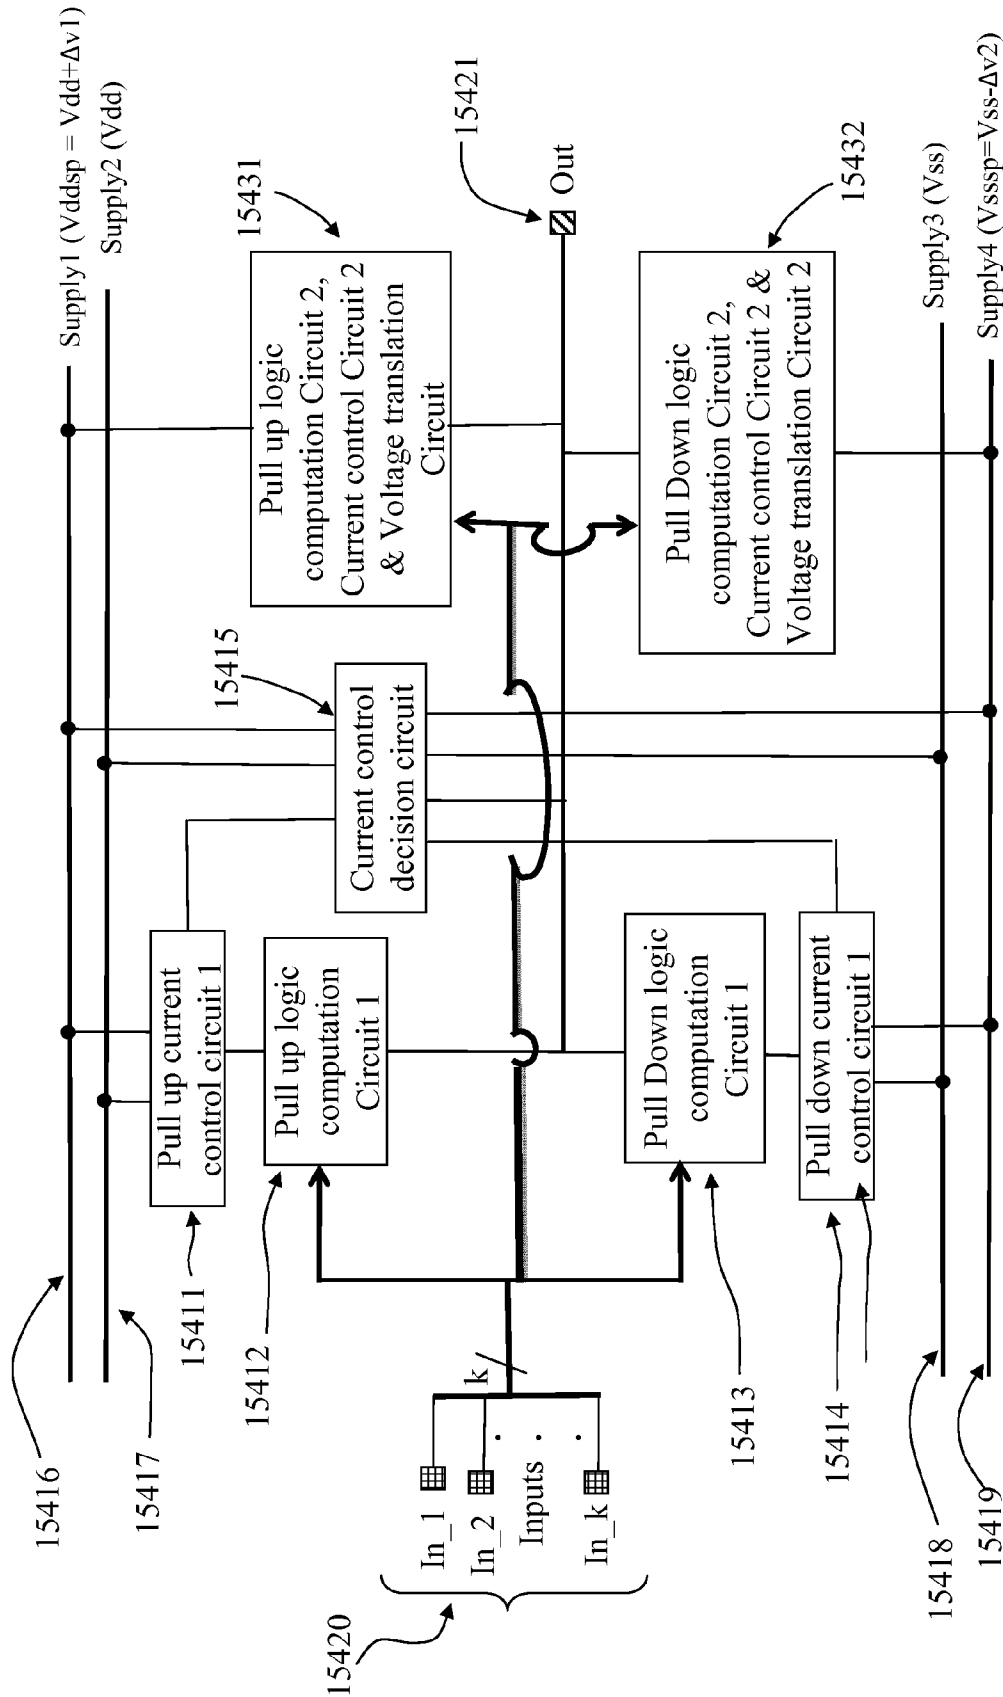 Supply1 (Vddsp = Vdd+Δv1)
Supply2 (Vdd)
15416
15417
15411
Pull up current
control circuit 1
15412
Pull up logic
computation
Circuit 1
15415
Current control
decision circuit
15431
Pull up logic
computation Circuit 2,
Current control Circuit 2
& Voltage translation
Circuit
15421
Out
15420
In_1
In_2
Inputs
In_k
k
15413
Pull Down logic
computation
Circuit 1
15414
Pull down current
control circuit 1
15432
Pull Down logic
computation Circuit 2,
Current control Circuit 2 &
Voltage translation Circuit 2
15418
15419
Supply3 (Vss)
Supply4 (Vsssp=Vss-Δv2)